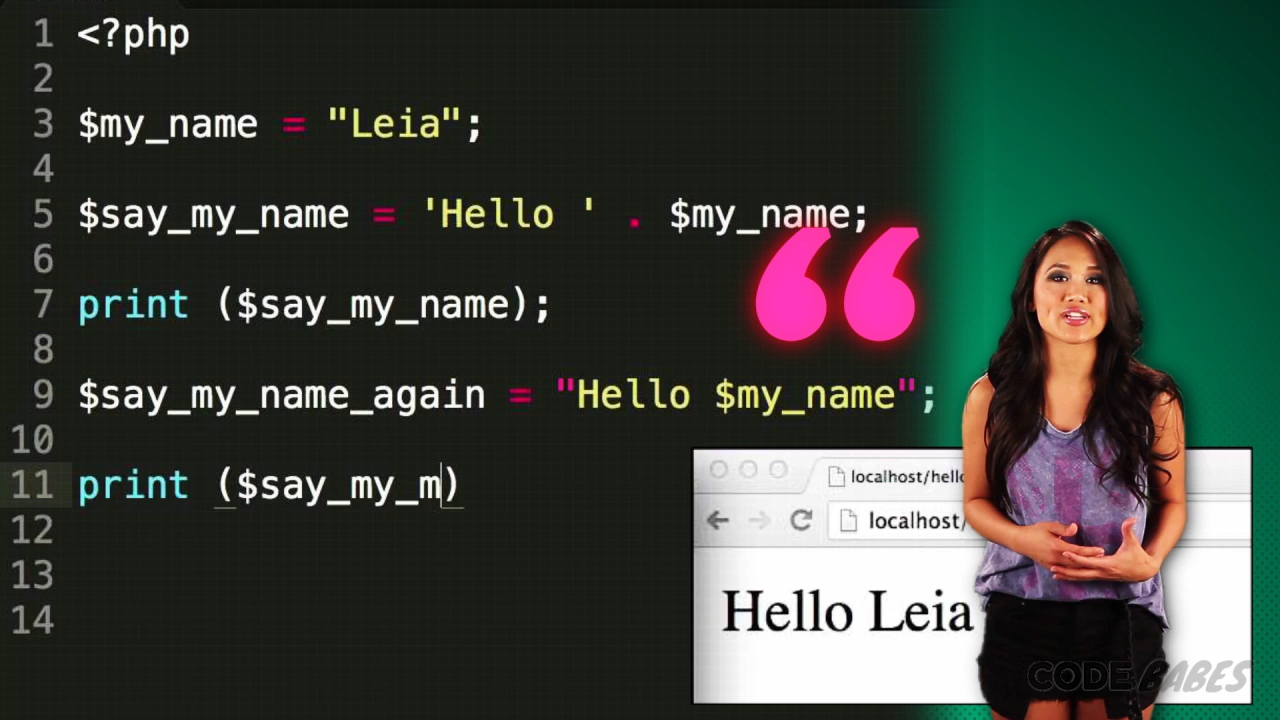 1 <?php
2
3 $my_name = "Leia";
4
5 $say_my_name = 'Hello ' . $my_name;
6
7 print ($say_my_name);
8
9 $say_my_name_again = "Hello $my_name";
10
11 print ($say_my_m)
12
13
14
“
localhost/hello
localhost/
Hello Leia
CODE BABES